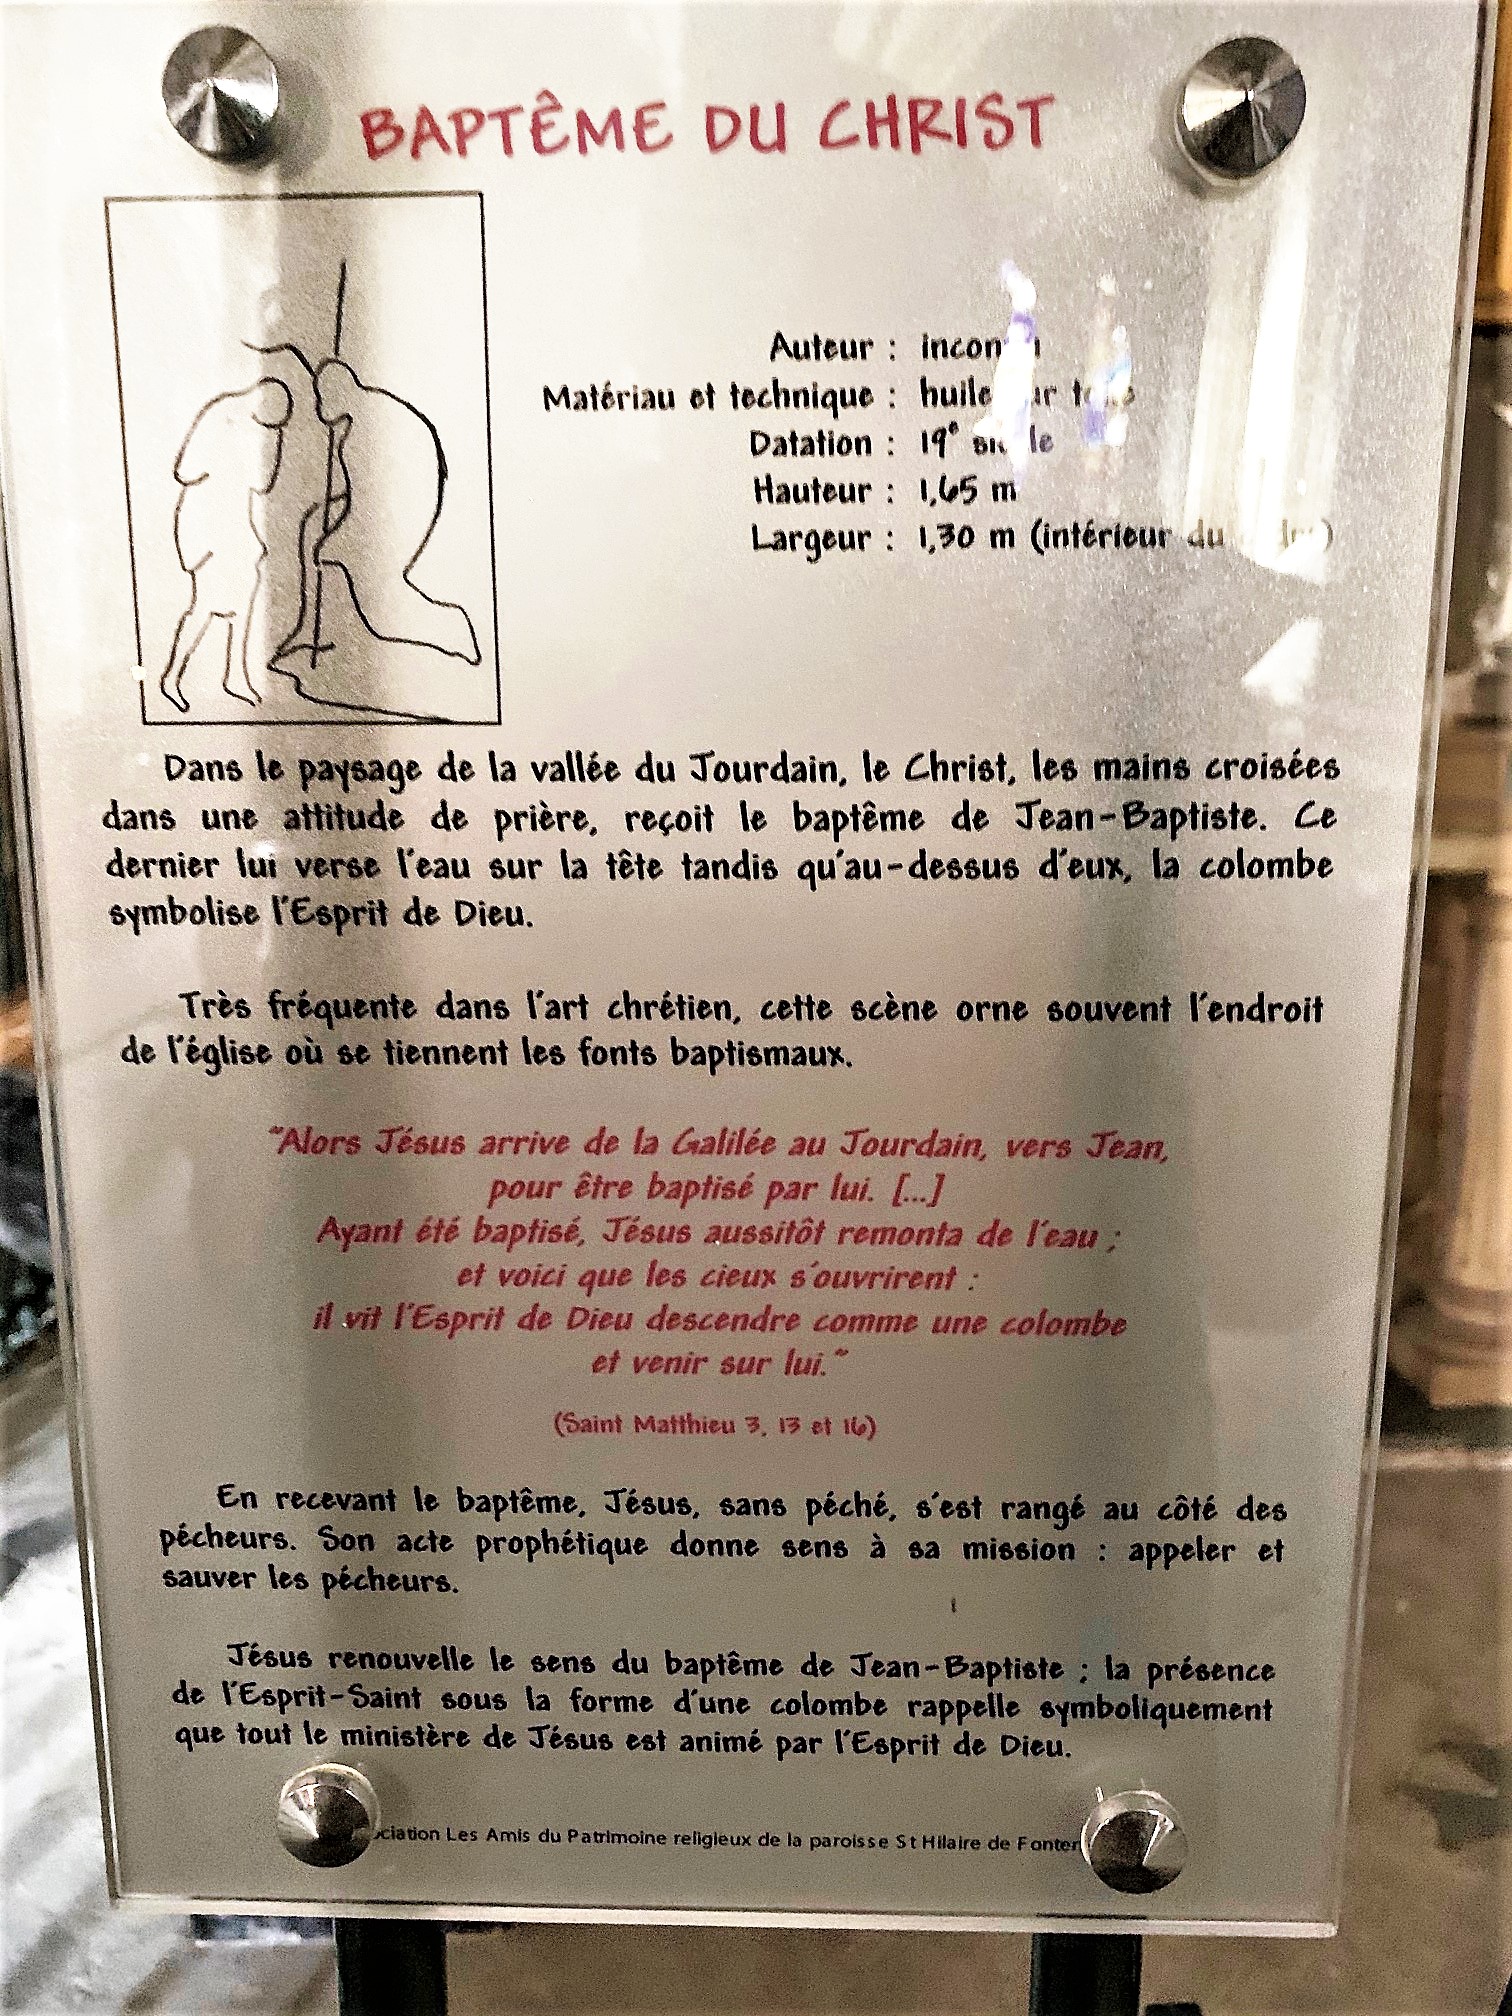 BAPTÊME DU CHRIST
Auteur :
Matériau et technique : huile
Datation : 19e
Hauteur : 1,65 m
Largeur : 1,30 m (intérieur du
Dans le paysage de la vallée du Jourdain, le Christ, les mains croisées
dans une attitude de prière, reçoit le baptême de Jean-Baptiste. Ce
dernier lui verse l'eau sur la tête tandis qu'au-dessus d'eux, la colombe
symbolise l'Esprit de Dieu.
Très fréquente dans l'art chrétien, cette scène orne souvent l'endroit
de l'église où se tiennent les fonts baptismaux.
"Alors Jésus arrive de la Galilée au Jourdain, vers Jean,
pour être baptisé par lui. [...]
Ayant été baptisé, Jésus aussitôt remonta de l'eau ;
et voici que les cieux s'ouvrirent :
il vit l'Esprit de Dieu descendre comme une colombe
et venir sur lui."
(Saint Matthieu 3, 13 et 16)
En recevant le baptême, Jésus, sans péché, s'est rangé au côté des
pécheurs. Son acte prophétique donne sens à sa mission : appeler et
sauver les pécheurs.
Jésus renouvelle le sens du baptême de Jean-Baptiste ; la présence
de l'Esprit-Saint sous la forme d'une colombe rappelle symboliquement
que tout le ministère de Jésus est animé par l'Esprit de Dieu.
Les Amis du Patrimoine religieux de la paroisse St Hilaire de